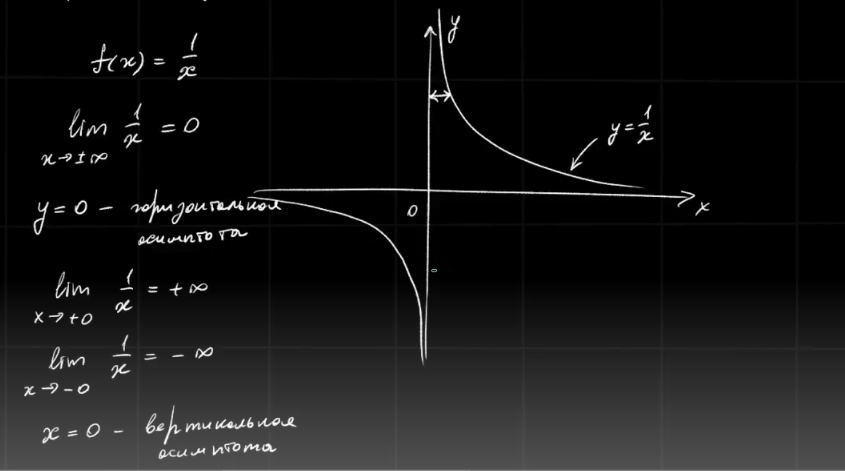 f(x) = 1/x
lim x→±∞ 1/x = 0
y = 0 – горизонтальная
асимптота
lim x→+0 1/x = +∞
lim x→-0 1/x = -∞
x = 0 – вертикальная
асимптота
y
y = 1/x
0
x